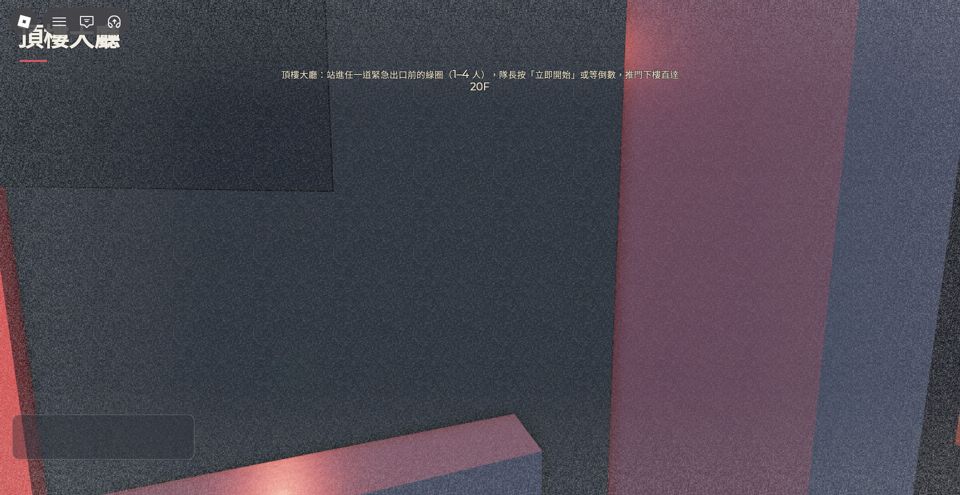 頂樓大廳
頂樓大廳：站進任一道緊急出口前的綠圈（1–4 人），隊長按「立即開始」或等倒數，推門下樓直達
20F